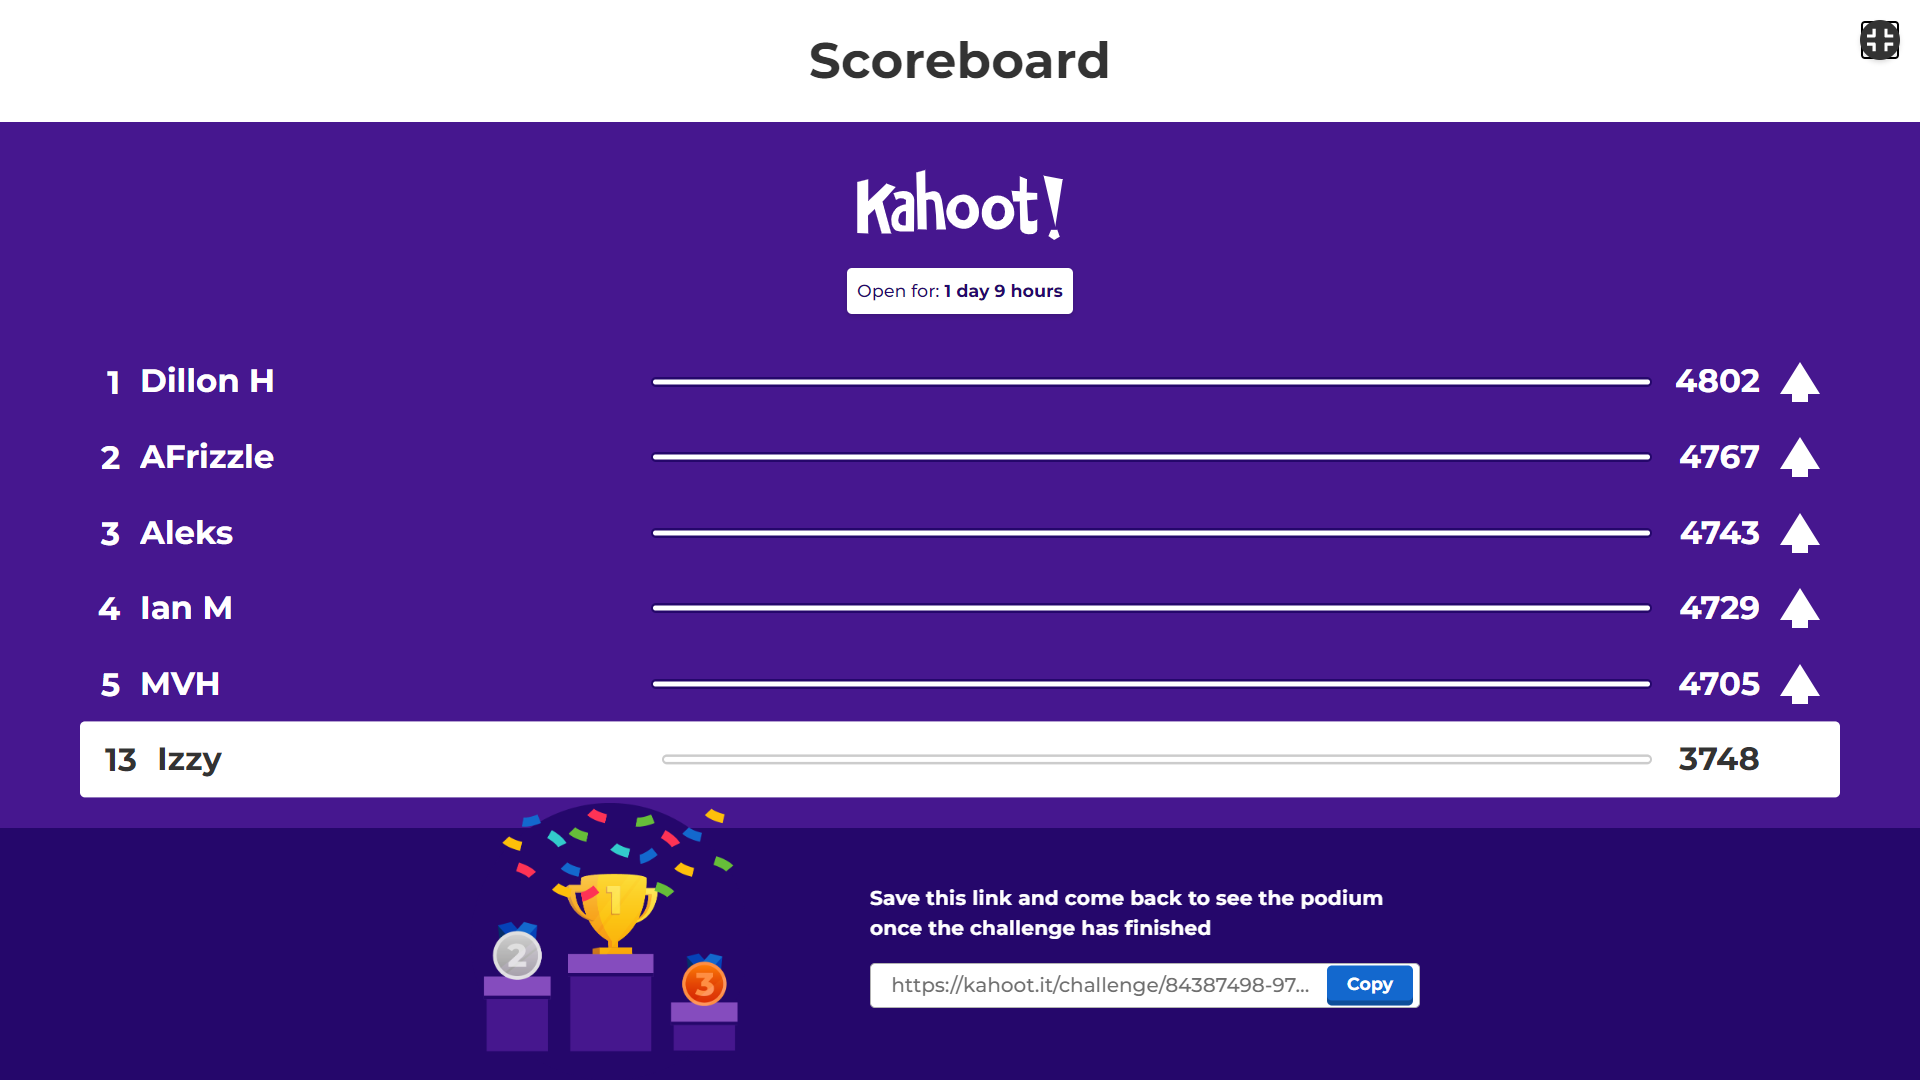 Scoreboard
Kahoot!
Open for: 1 day 9 hours
1 Dillon H 4802
2 AFrizzle 4767
3 Aleks 4743
4 Ian M 4729
5 MVH 4705
13 Izzy 3748
1
2
3
Save this link and come back to see the podium
once the challenge has finished
https://kahoot.it/challenge/84387498-97... Copy